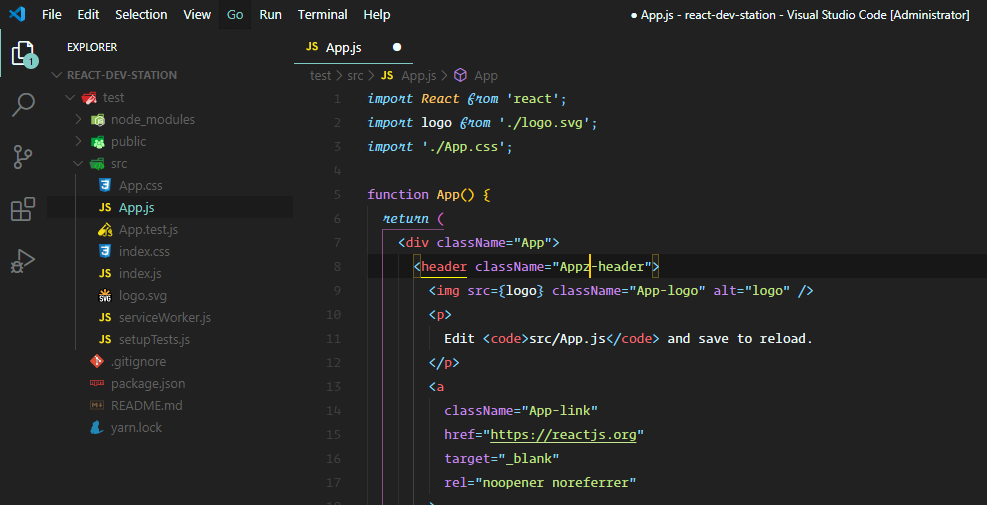 File Edit Selection View Go Run Terminal Help
● App.js - react-dev-station - Visual Studio Code [Administrator]
1
EXPLORER
REACT-DEV-STATION
test
node_modules
public
src
App.css
App.js
App.test.js
index.css
index.js
logo.svg
serviceWorker.js
setupTests.js
.gitignore
package.json
README.md
yarn.lock
JS App.js ●
test > src > JS App.js > App
1 import React from 'react';
2 import logo from './logo.svg';
3 import './App.css';
4
5 function App() {
6 return (
7 <div className="App">
8 <header className="Appz-header">
9 <img src={logo} className="App-logo" alt="logo" />
10 <p>
11 Edit <code>src/App.js</code> and save to reload.
12 </p>
13 <a
14 className="App-link"
15 href="https://reactjs.org"
16 target="_blank"
17 rel="noopener noreferrer"